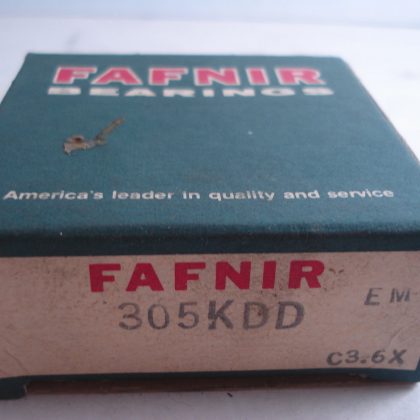 FAFNIR
BEARINGS
America's leader in quality and service
FAFNIR
305KDD
EM
C3.6X